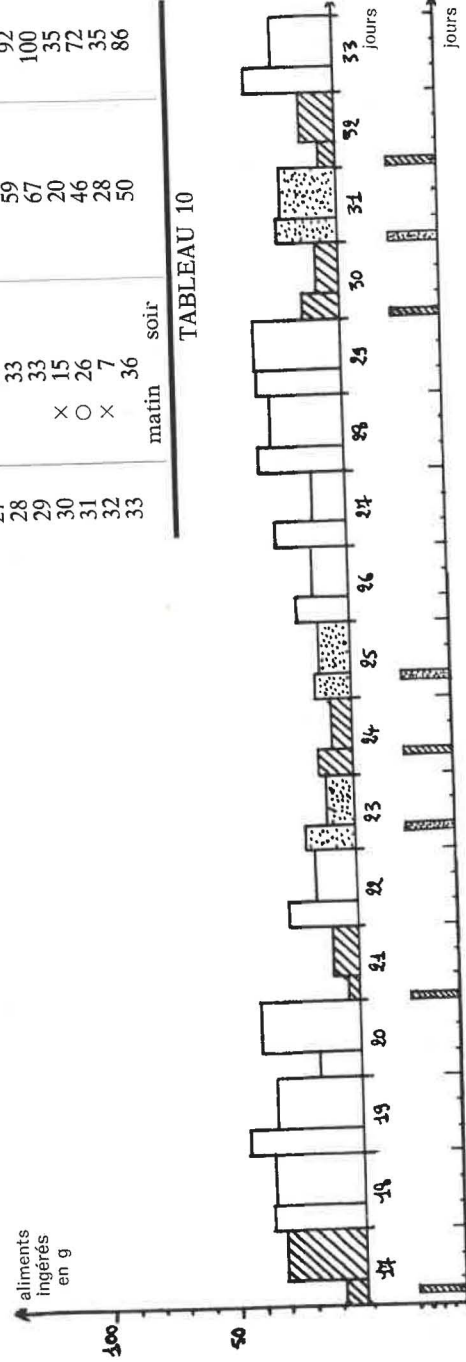 27
28 33 59 92
29 33 67 100
30 × 15 20 35
31 ○ 26 46 72
32 × 7 28 35
33 36 50 86
matin soir
TABLEAU 10
aliments
ingérés
en g
100
50
17 18 19 20 21 22 23 24 25 26 27 28 29 30 31 32 33
jours
jours